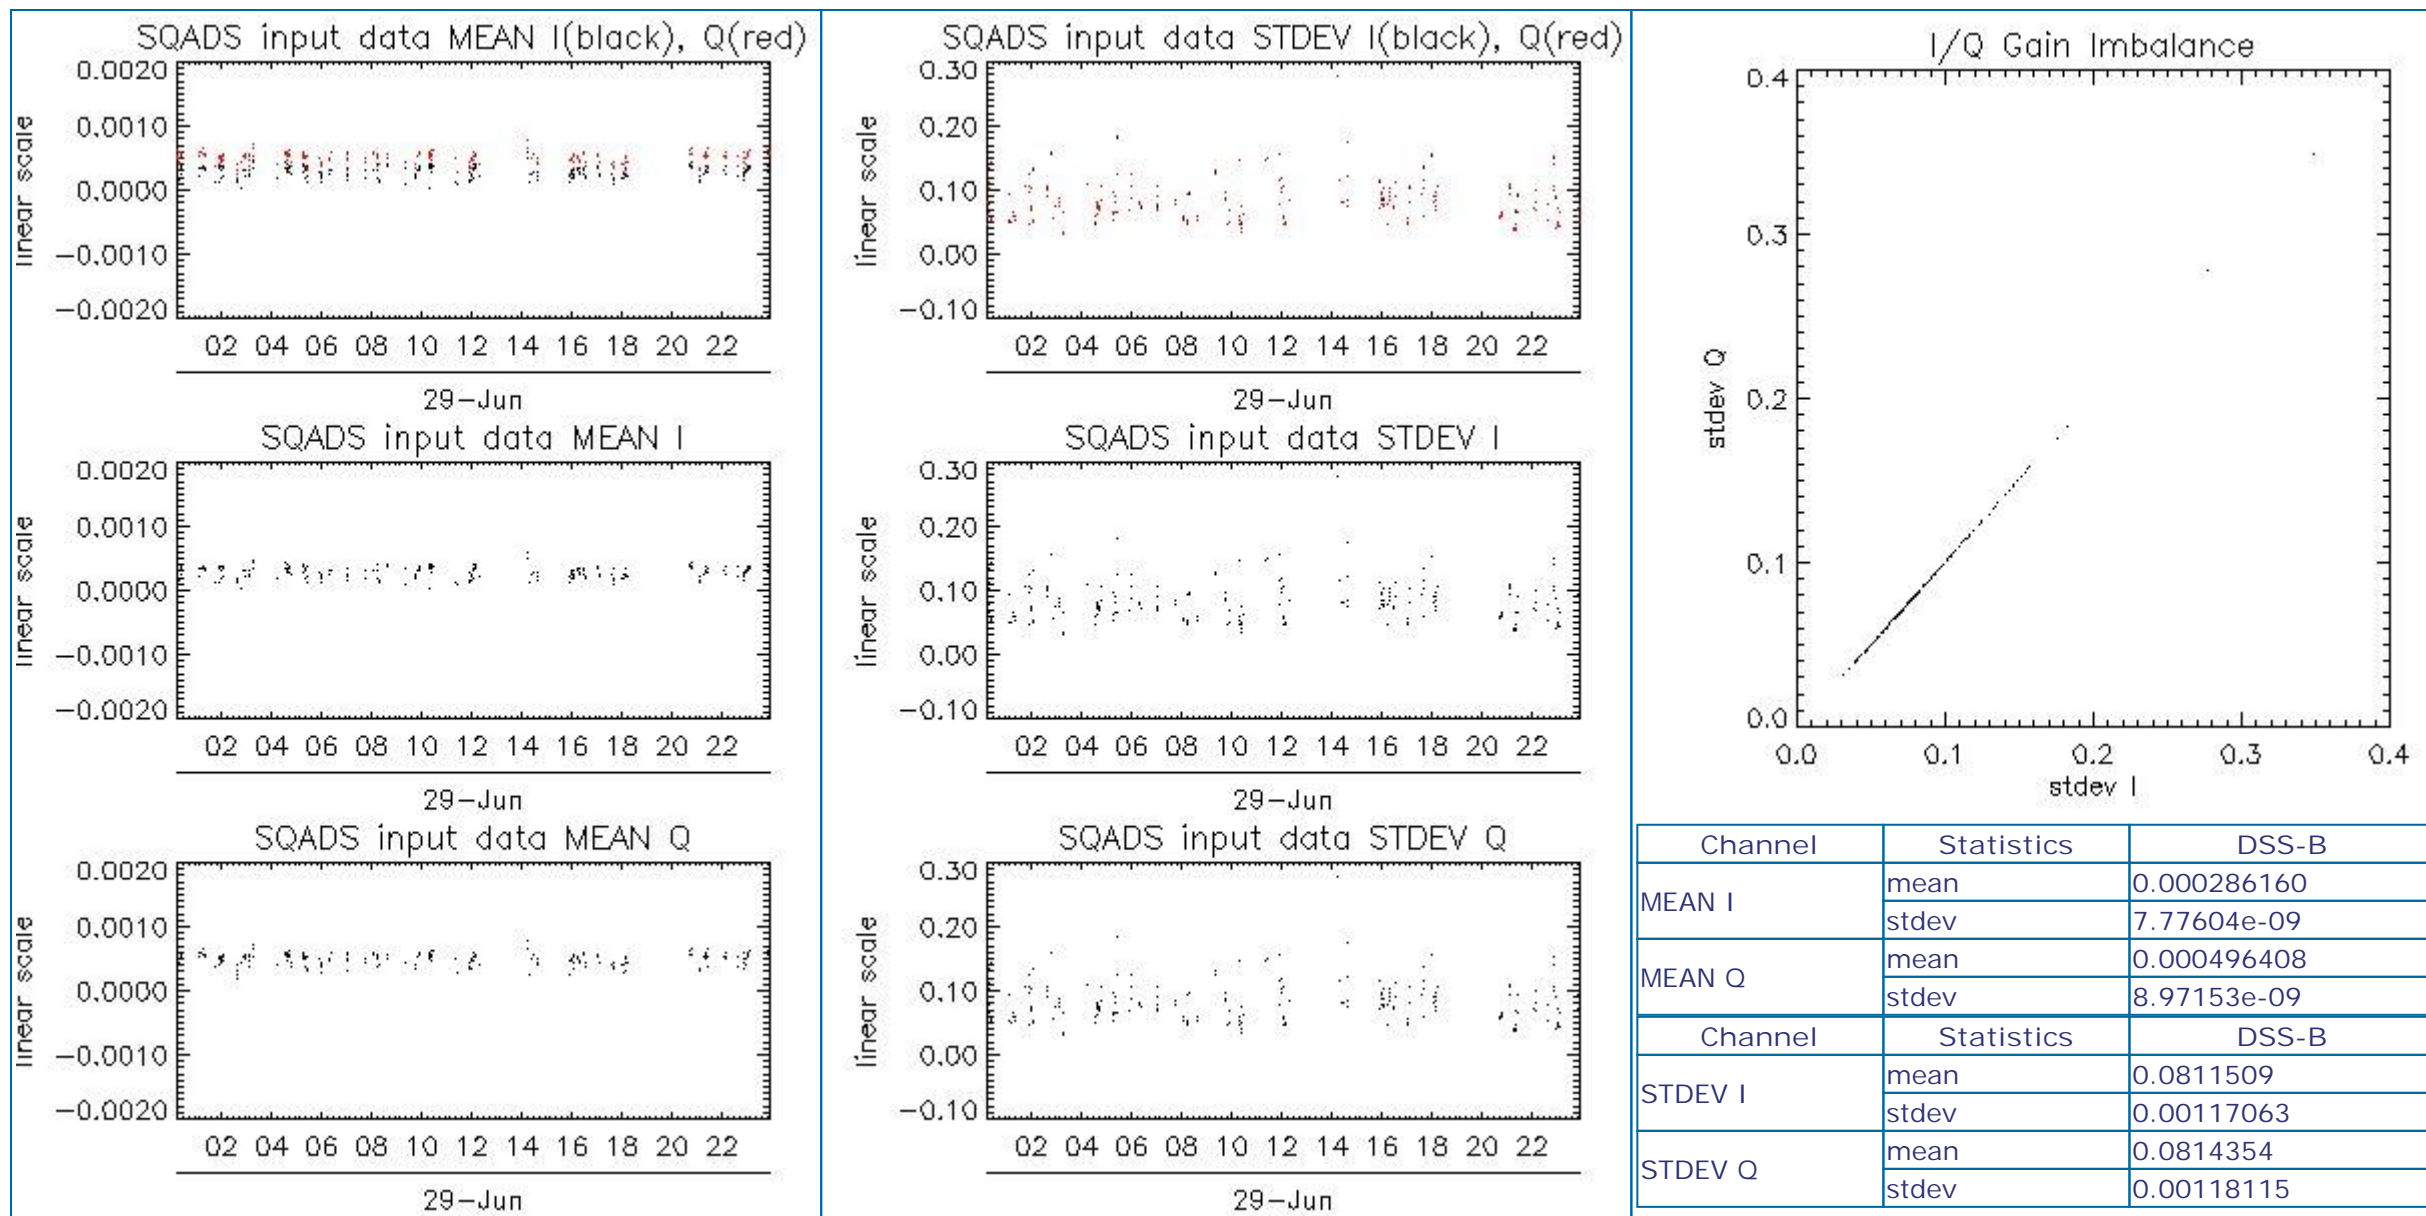 SQADS input data MEAN I(black), Q(red)
linear scale
0.0020
0.0010
0.0000
−0.0010
−0.0020
02 04 06 08 10 12 14 16 18 20 22
29−Jun
SQADS input data MEAN I
linear scale
0.0020
0.0010
0.0000
−0.0010
−0.0020
02 04 06 08 10 12 14 16 18 20 22
29−Jun
SQADS input data MEAN Q
linear scale
0.0020
0.0010
0.0000
−0.0010
−0.0020
02 04 06 08 10 12 14 16 18 20 22
29−Jun
SQADS input data STDEV I(black), Q(red)
linear scale
0.30
0.20
0.10
0.00
−0.10
02 04 06 08 10 12 14 16 18 20 22
29−Jun
SQADS input data STDEV I
linear scale
0.30
0.20
0.10
0.00
−0.10
02 04 06 08 10 12 14 16 18 20 22
29−Jun
SQADS input data STDEV Q
linear scale
0.30
0.20
0.10
0.00
−0.10
02 04 06 08 10 12 14 16 18 20 22
29−Jun
I/Q Gain Imbalance
stdev Q
0.4
0.3
0.2
0.1
0.0
0.0 0.1 0.2 0.3 0.4
stdev I
Channel Statistics DSS-B
MEAN I mean 0.000286160
stdev 7.77604e-09
MEAN Q mean 0.000496408
stdev 8.97153e-09
Channel Statistics DSS-B
STDEV I mean 0.0811509
stdev 0.00117063
STDEV Q mean 0.0814354
stdev 0.00118115